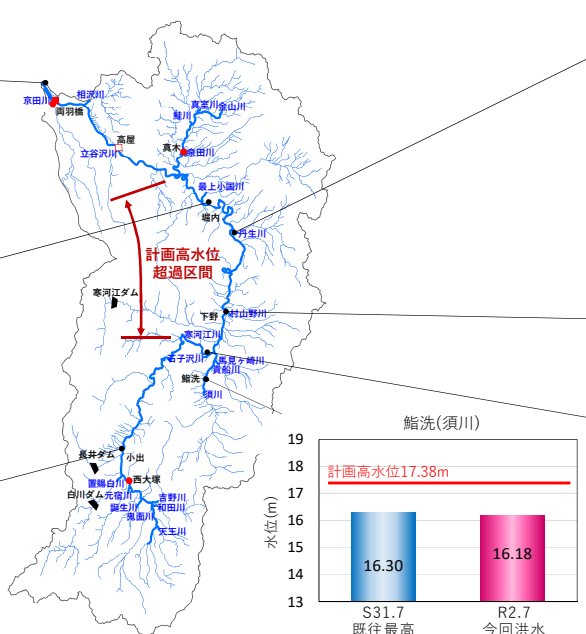 京田川
相沢川
両羽橋
真室川
金山川
鮭川
高屋
立谷沢川
真木
泉田川
最上小国川
堀内
丹生川
計画高水位
超過区間
寒河江ダム
下野
村山野川
寒河江川
古子沢川
馬見ヶ崎川
貴船川
鮨洗
須川
長井ダム
小出
置賜白川
西大塚
白川ダム
元宿川
吉野川
誕生川
和田川
鬼面川
天王川
鮨洗(須川)
計画高水位17.38m
水位(m)
19
18
17
16
15
14
13
16.30
16.18
S31.7
既往最高
R2.7
今回洪水